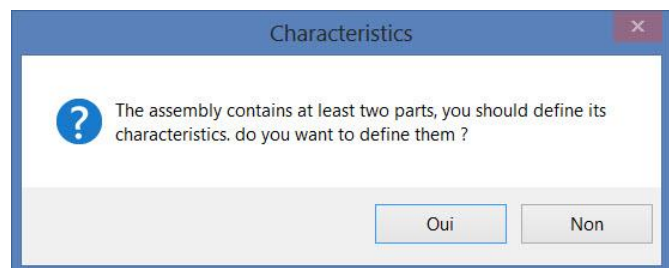 Characteristics
The assembly contains at least two parts, you should define its
characteristics. do you want to define them ?
Oui
Non